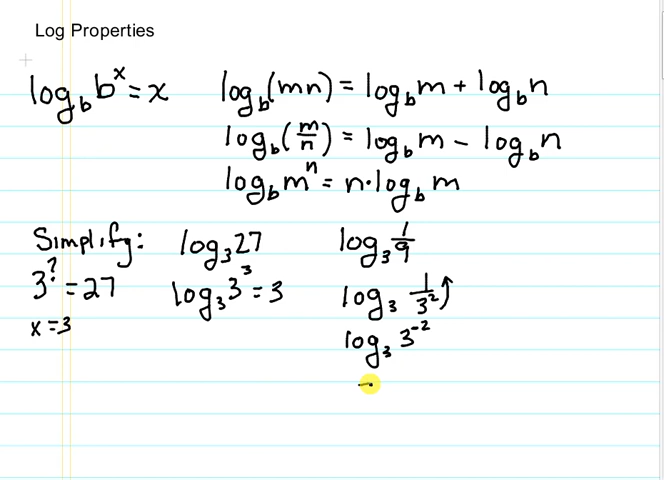 Log Properties
log_b b^x = x
log_b(mn) = log_b m + log_b n
log_b(m/n) = log_b m - log_b n
log_b m^n = n·log_b m
Simplify: log_3 27 log_3 1/9
3^? = 27 log_3 3^3 = 3 log_3 1/3^2
x = 3 log_3 3^-2